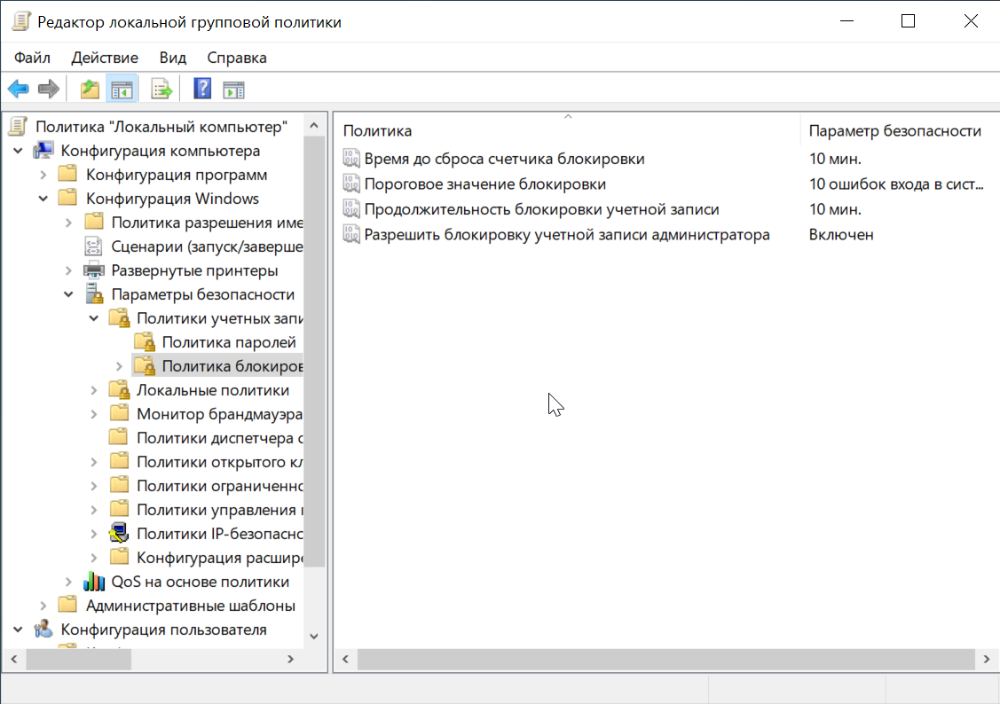 Редактор локальной групповой политики
Файл Действие Вид Справка
Политика "Локальный компьютер"
Конфигурация компьютера
Конфигурация программ
Конфигурация Windows
Политика разрешения име
Сценарии (запуск/заверше
Развернутые принтеры
Параметры безопасности
Политики учетных запи
Политика паролей
Политика блокиров
Локальные политики
Монитор брандмауэра
Политики диспетчера с
Политики открытого кл
Политики ограниченно
Политики управления
Политики IP-безопасно
Конфигурация расшире
QoS на основе политики
Административные шаблоны
Конфигурация пользователя
Политика Параметр безопасности
Время до сброса счетчика блокировки 10 мин.
Пороговое значение блокировки 10 ошибок входа в сист...
Продолжительность блокировки учетной записи 10 мин.
Разрешить блокировку учетной записи администратора Включен